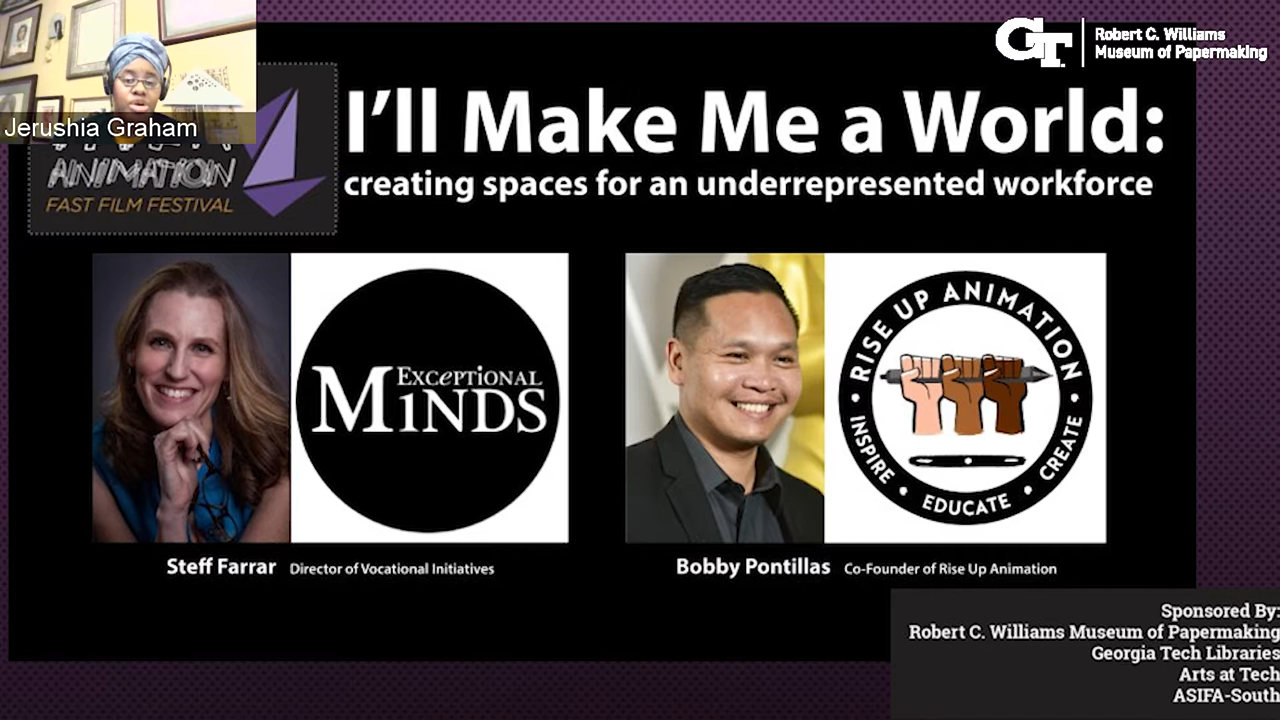 GT
Robert C. Williams
Museum of Papermaking
Jerushia Graham
ANIMATION
FAST FILM FESTIVAL
I'll Make Me a World:
creating spaces for an underrepresented workforce
EXCEPTIONAL
MINDS
RISE UP ANIMATION
INSPIRE • EDUCATE • CREATE
Steff Farrar Director of Vocational Initiatives
Bobby Pontillas Co-Founder of Rise Up Animation
Sponsored By:
Robert C. Williams Museum of Papermaking
Georgia Tech Libraries
Arts at Tech
ASIFA-South